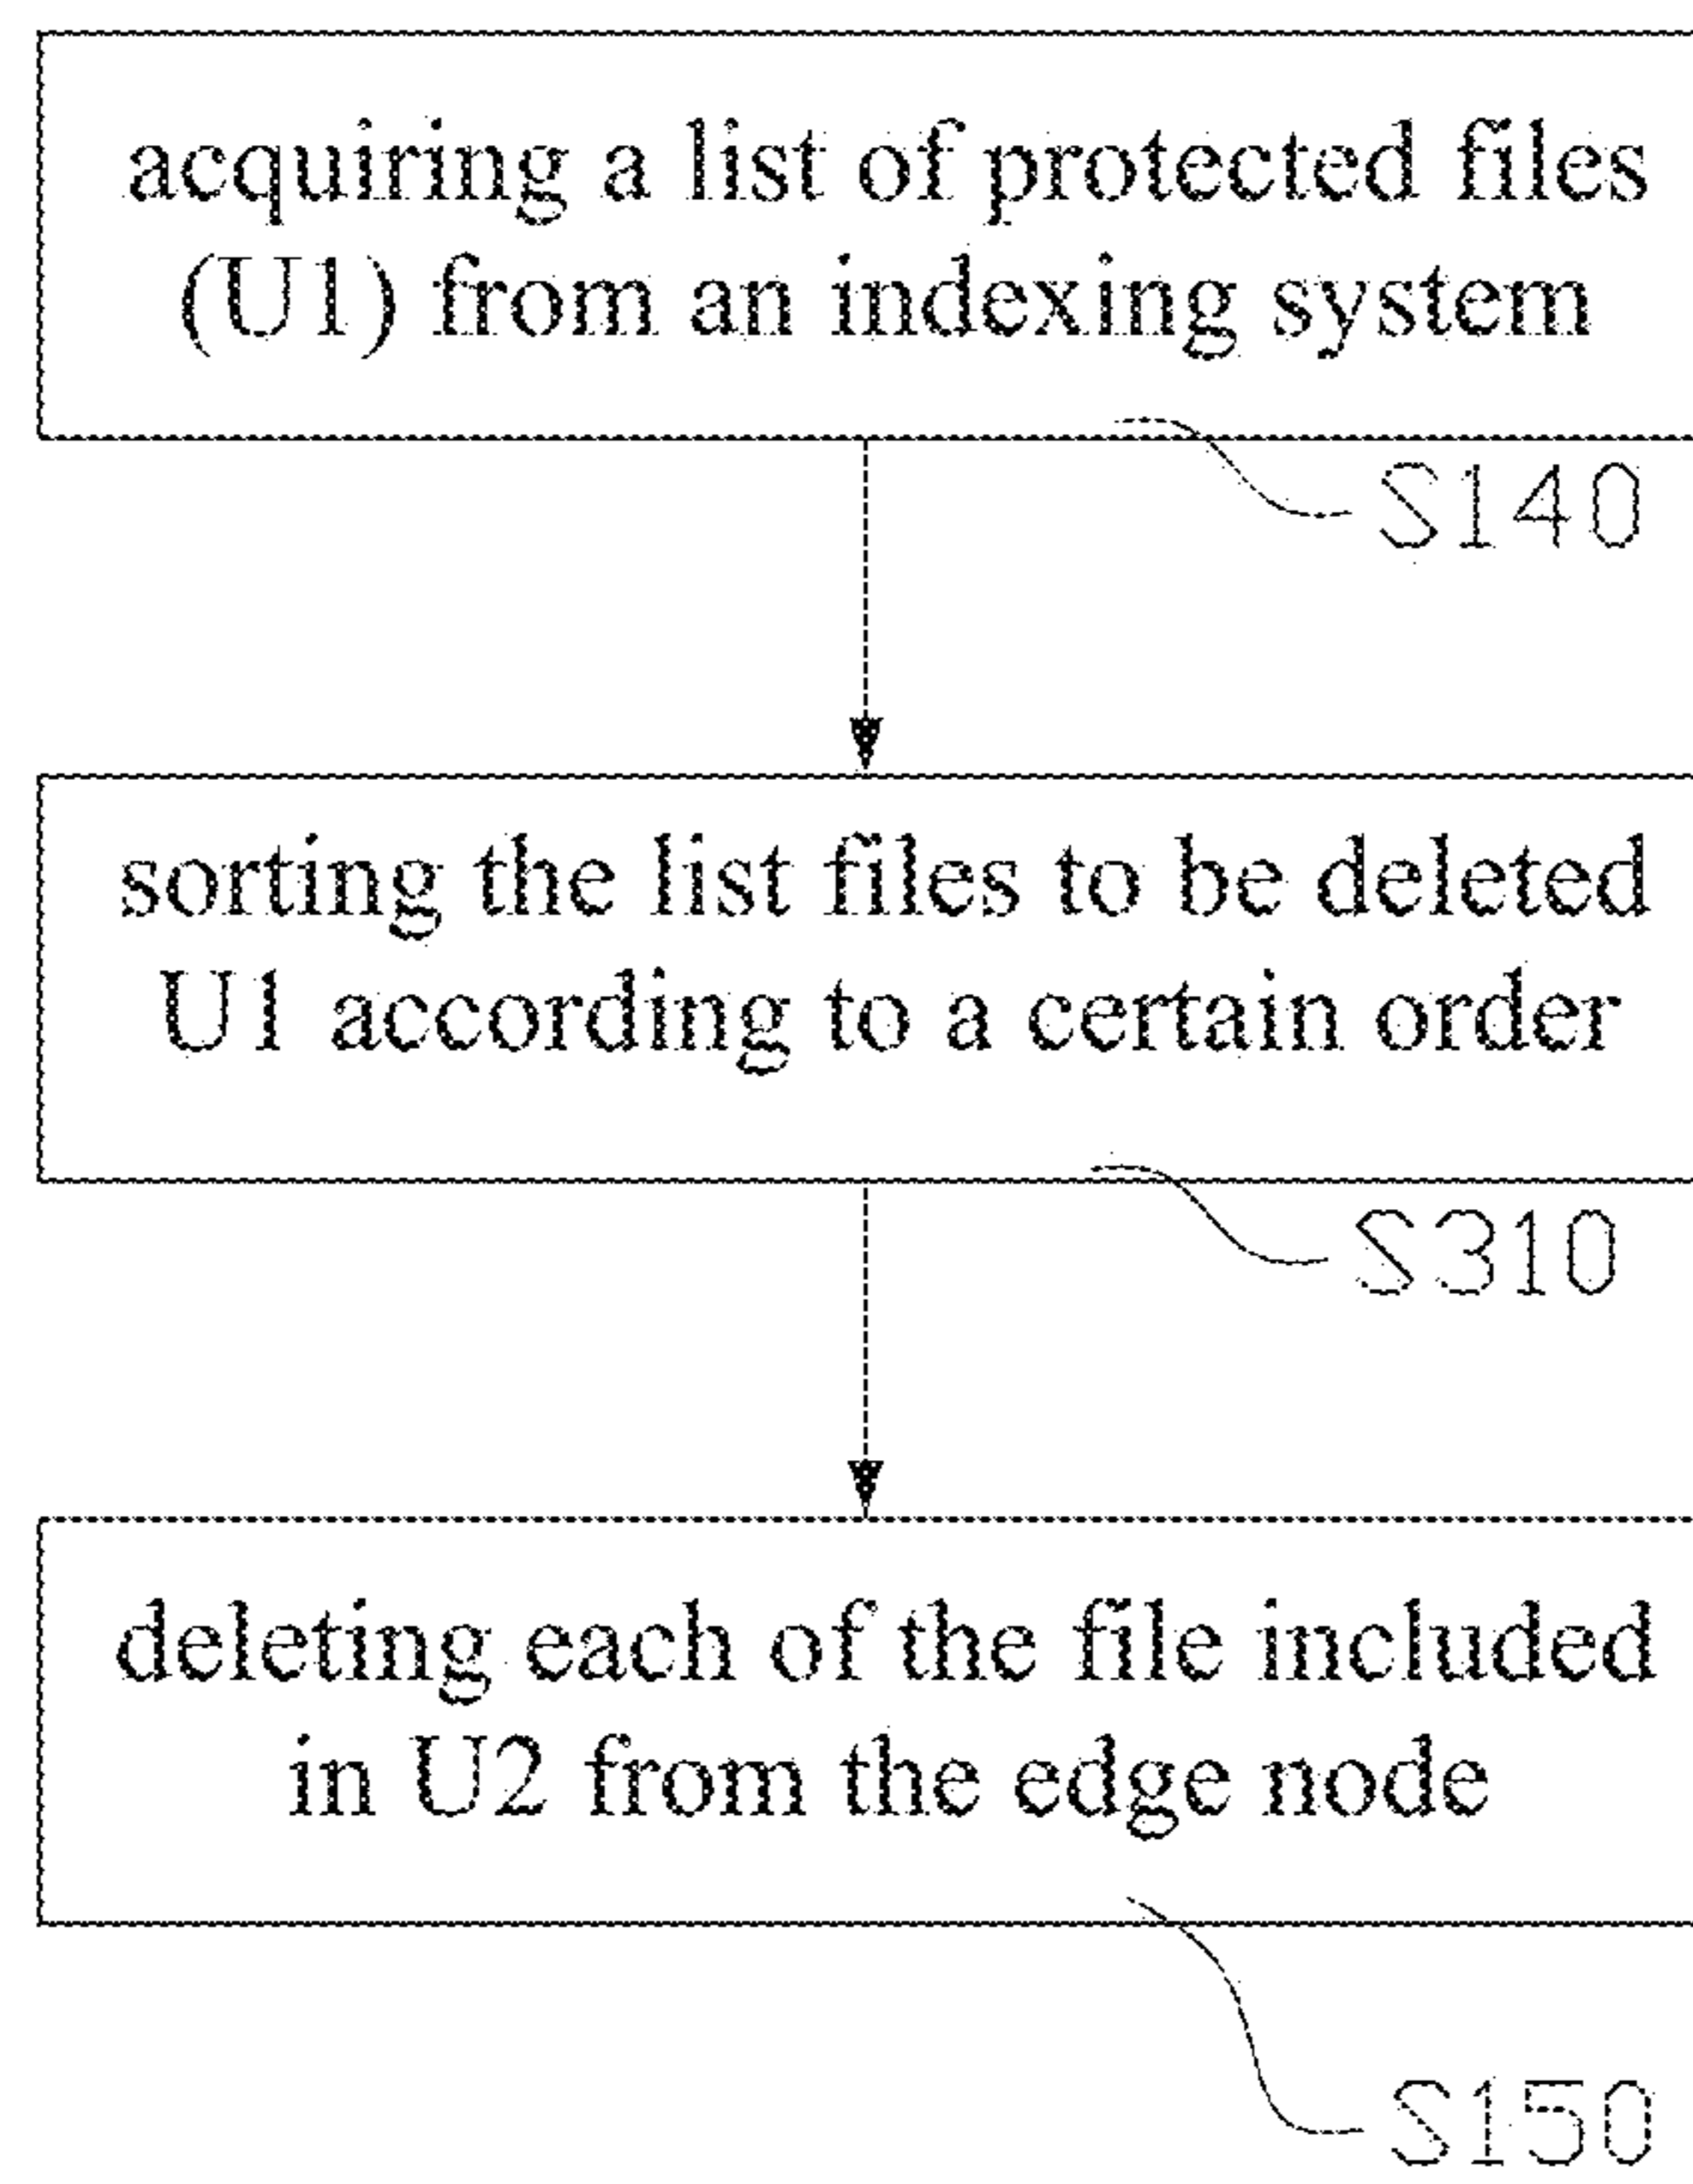 acquiring a list of protected files
(U1) from an indexing system
S140
sorting the list files to be deleted
U1 according to a certain order
S310
deleting each of the file included
in U2 from the edge node
S150